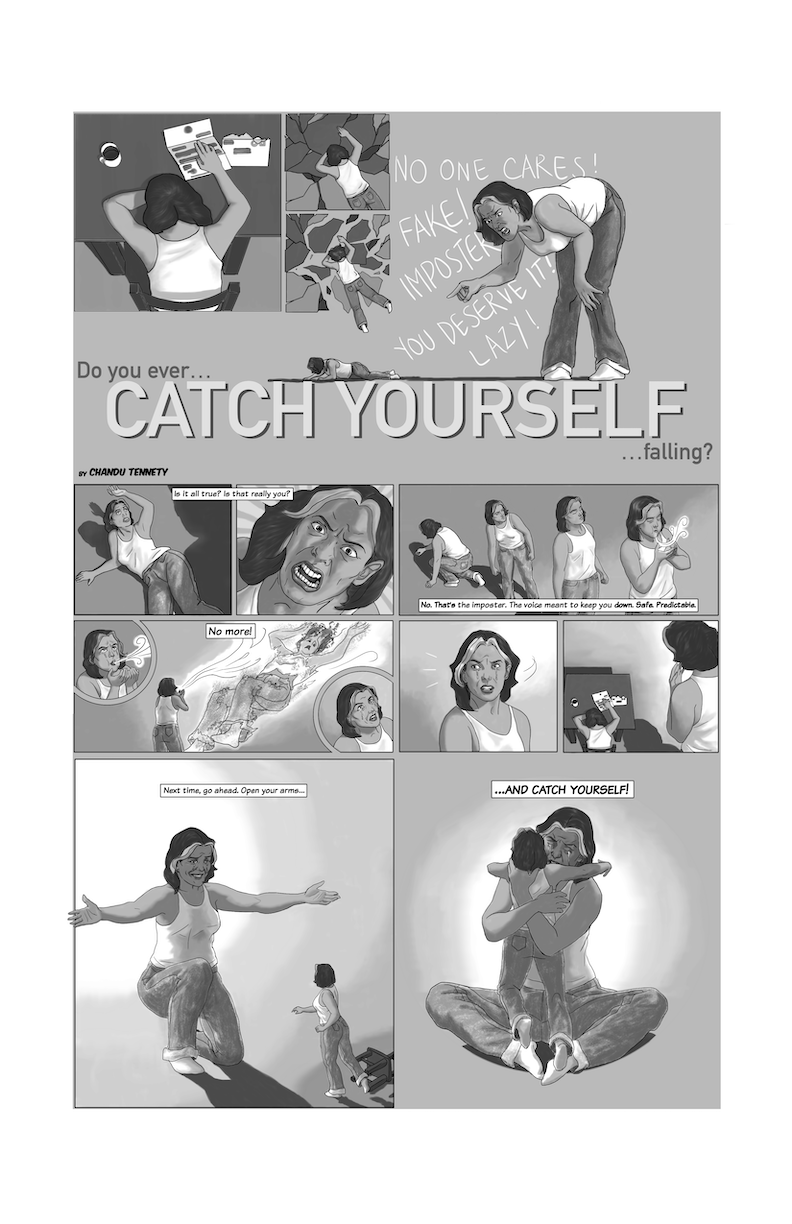 NO ONE CARES!
FAKE!
IMPOSTER
YOU DESERVE IT!
LAZY!
Do you ever...
CATCH YOURSELF
...falling?
BY CHANDU TENNETY
Is it all true? Is that really you?
No. That's the imposter. The voice meant to keep you down. Safe. Predictable.
No more!
Next time, go ahead. Open your arms...
...AND CATCH YOURSELF!